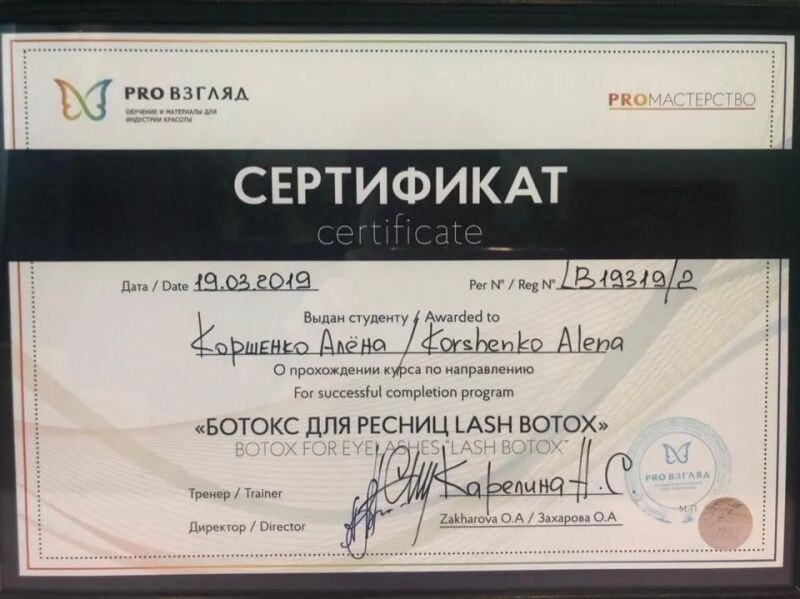 PRO ВЗГЛЯД
ОБУЧЕНИЕ И МАТЕРИАЛЫ ДЛЯ
ИНДУСТРИИ КРАСОТЫ
PROМАСТЕРСТВО
СЕРТИФИКАТ
certificate
Дата / Date 19.03.2019
Рег № / Reg № LB19319/2
Выдан студенту / Awarded to
Коршенко Алёна / Korshenko Alena
О прохождении курса по направлению
For successful completion program
«БОТОКС ДЛЯ РЕСНИЦ LASH BOTOX»
BOTOX FOR EYELASHES "LASH BOTOX"
Тренер / Trainer Карелина Н.С.
Директор / Director Zakharova O.A / Захарова О.А
PRO ВЗГЛЯД
М.П